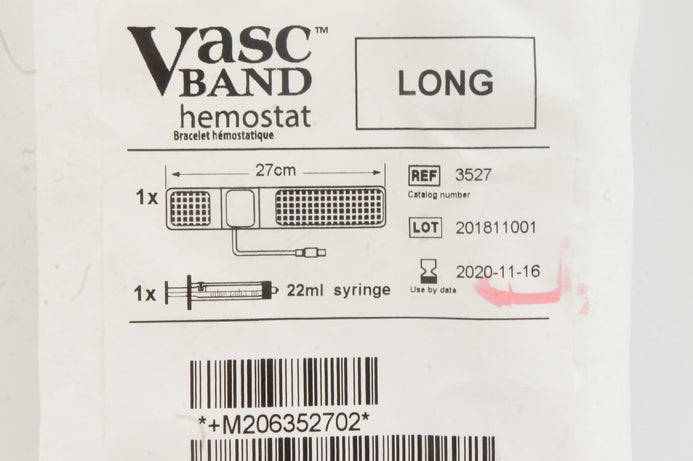 Vasc™
BAND
LONG
hemostat
Bracelet hémostatique
27cm
1x
REF 3527
Catalog number
LOT 201811001
2020-11-16
Use by date
1x
22ml syringe
*+M206352702*